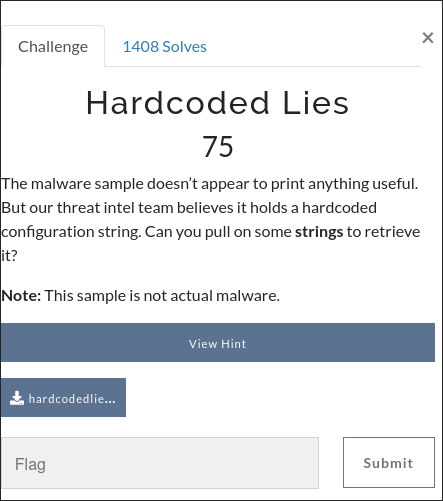 Challenge
1408 Solves
×
Hardcoded Lies
75
The malware sample doesn’t appear to print anything useful.
But our threat intel team believes it holds a hardcoded
configuration string. Can you pull on some strings to retrieve
it?
Note: This sample is not actual malware.
View Hint
hardcodedlie...
Flag
Submit